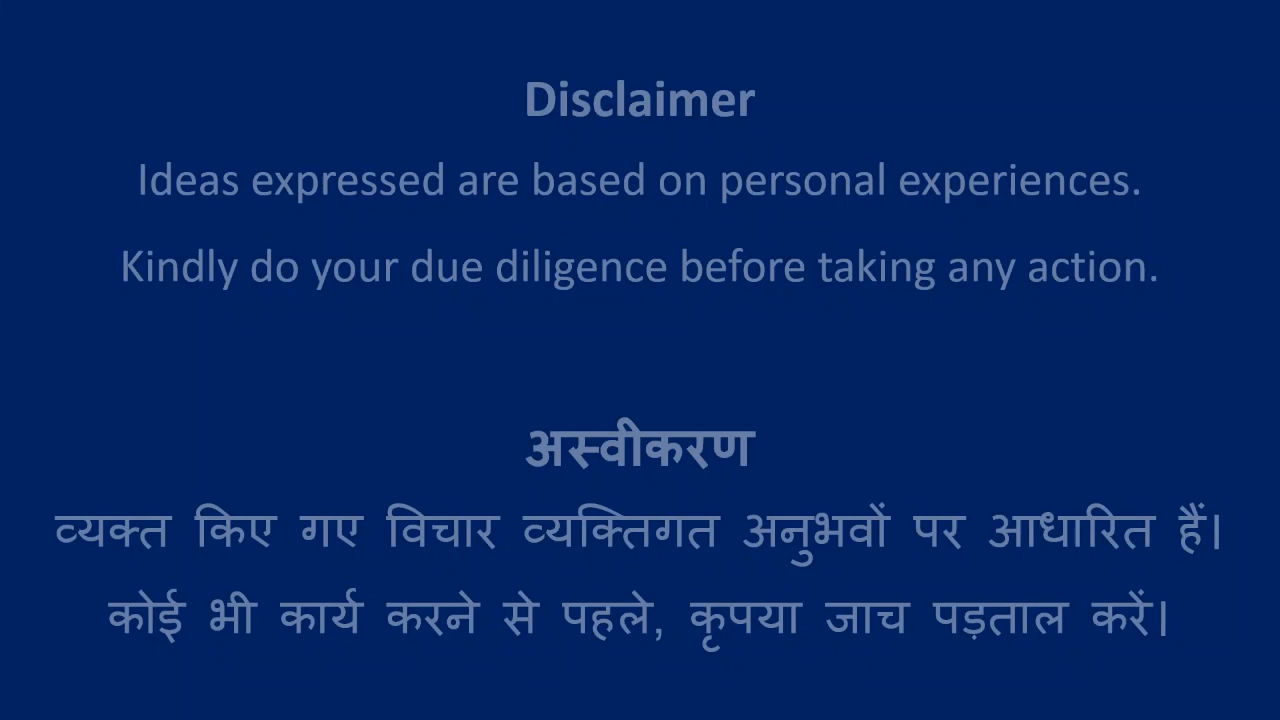 Disclaimer
Ideas expressed are based on personal experiences.
Kindly do your due diligence before taking any action.
अस्वीकरण
व्यक्त किए गए विचार व्यक्तिगत अनुभवों पर आधारित हैं।
कोई भी कार्य करने से पहले, कृपया जाच पड़ताल करें।